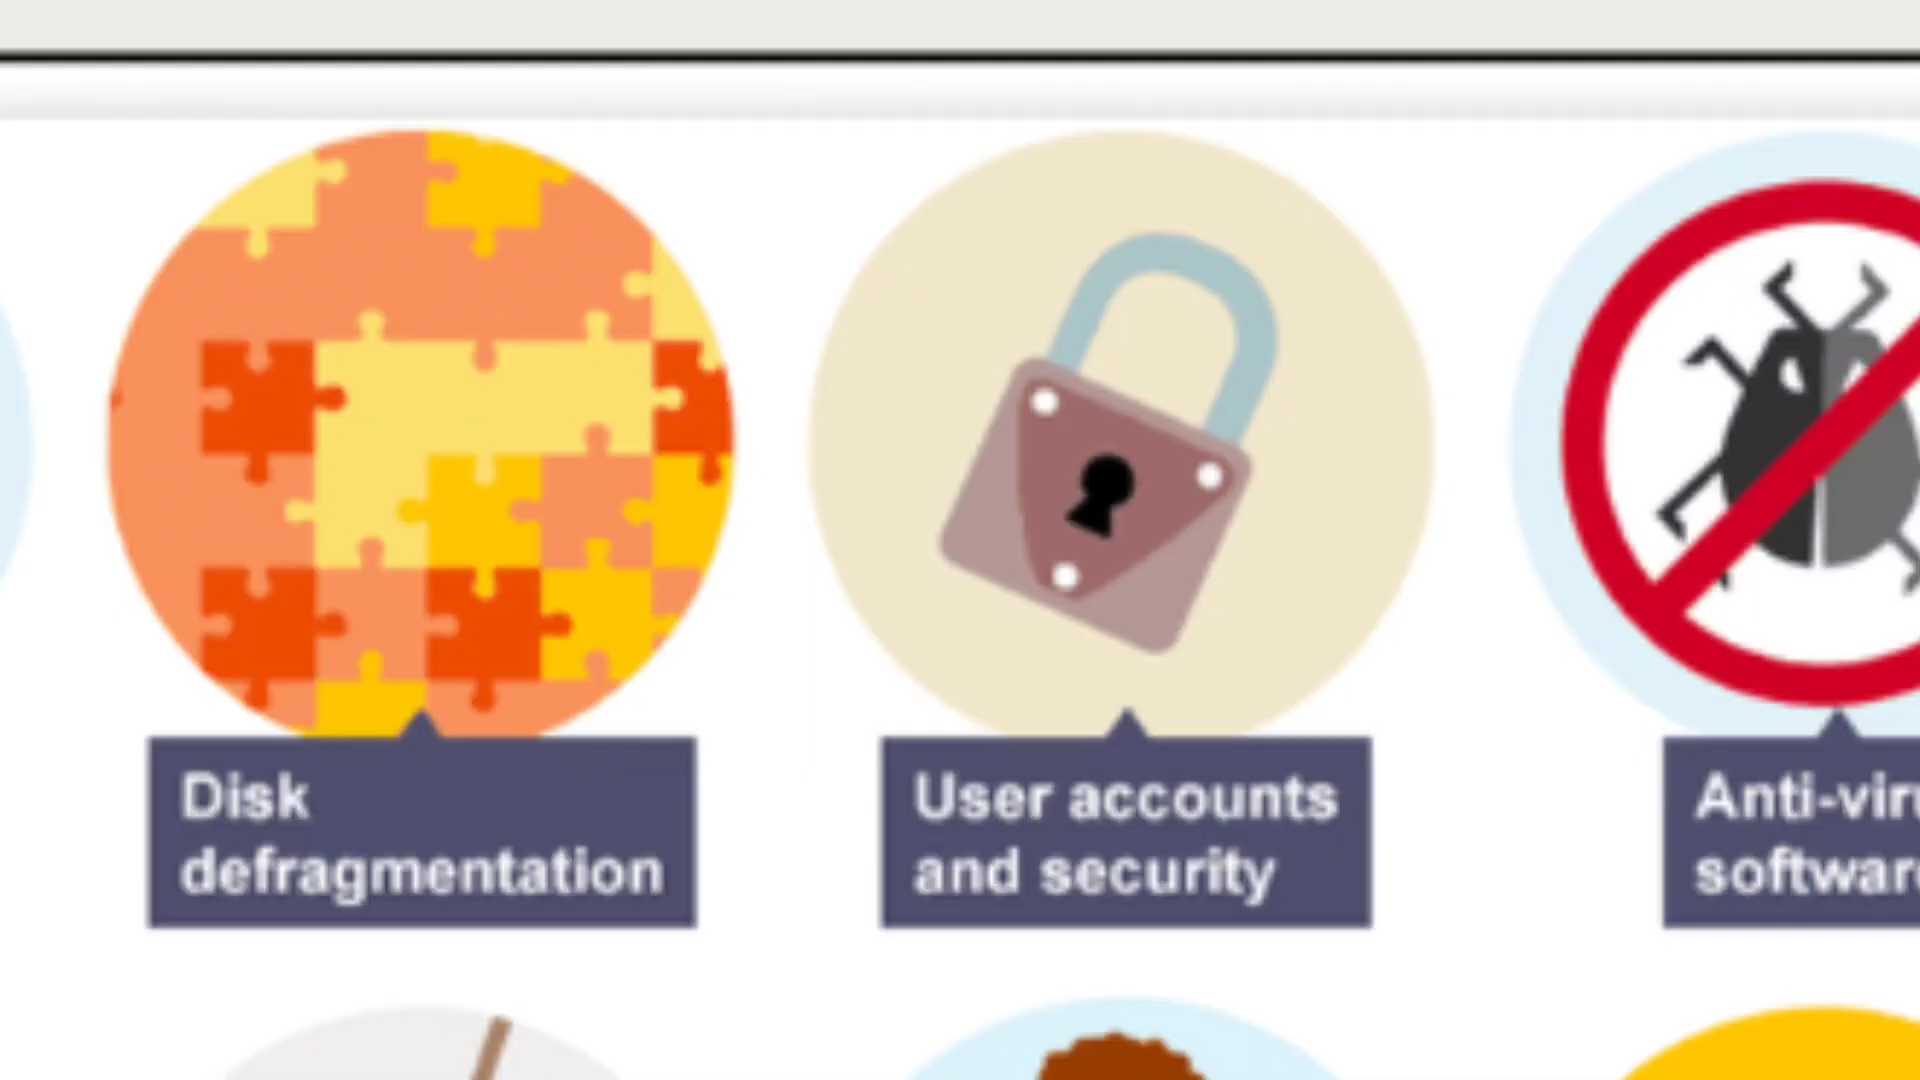 Disk
defragmentation
User accounts
and security